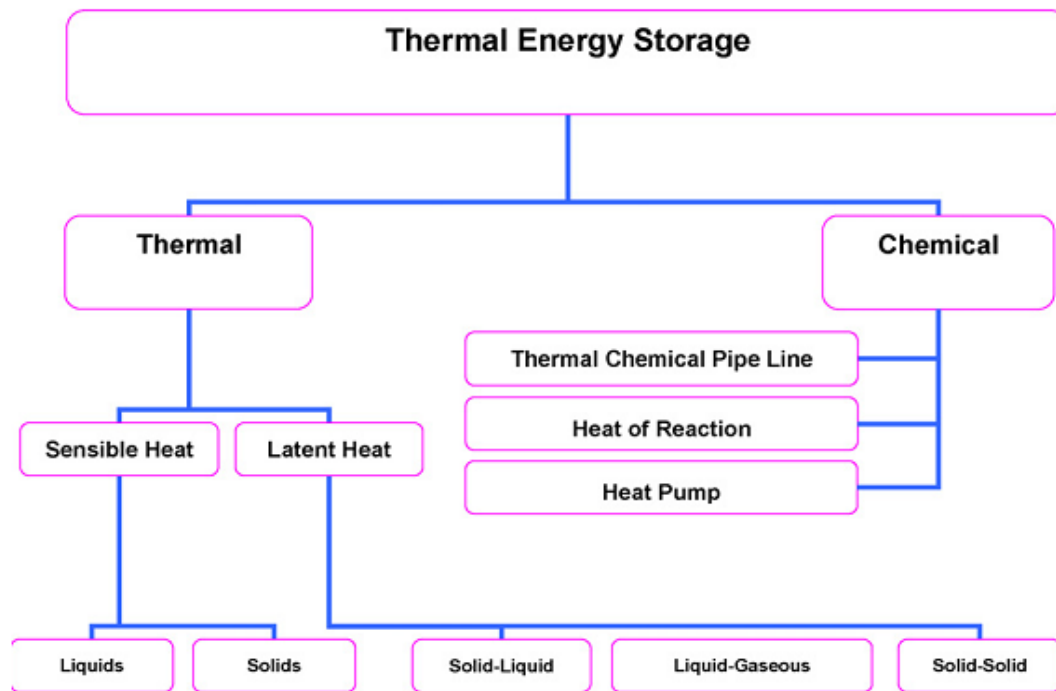 Thermal Energy Storage
Thermal
Chemical
Thermal Chemical Pipe Line
Heat of Reaction
Heat Pump
Sensible Heat
Latent Heat
Liquids
Solids
Solid-Liquid
Liquid-Gaseous
Solid-Solid